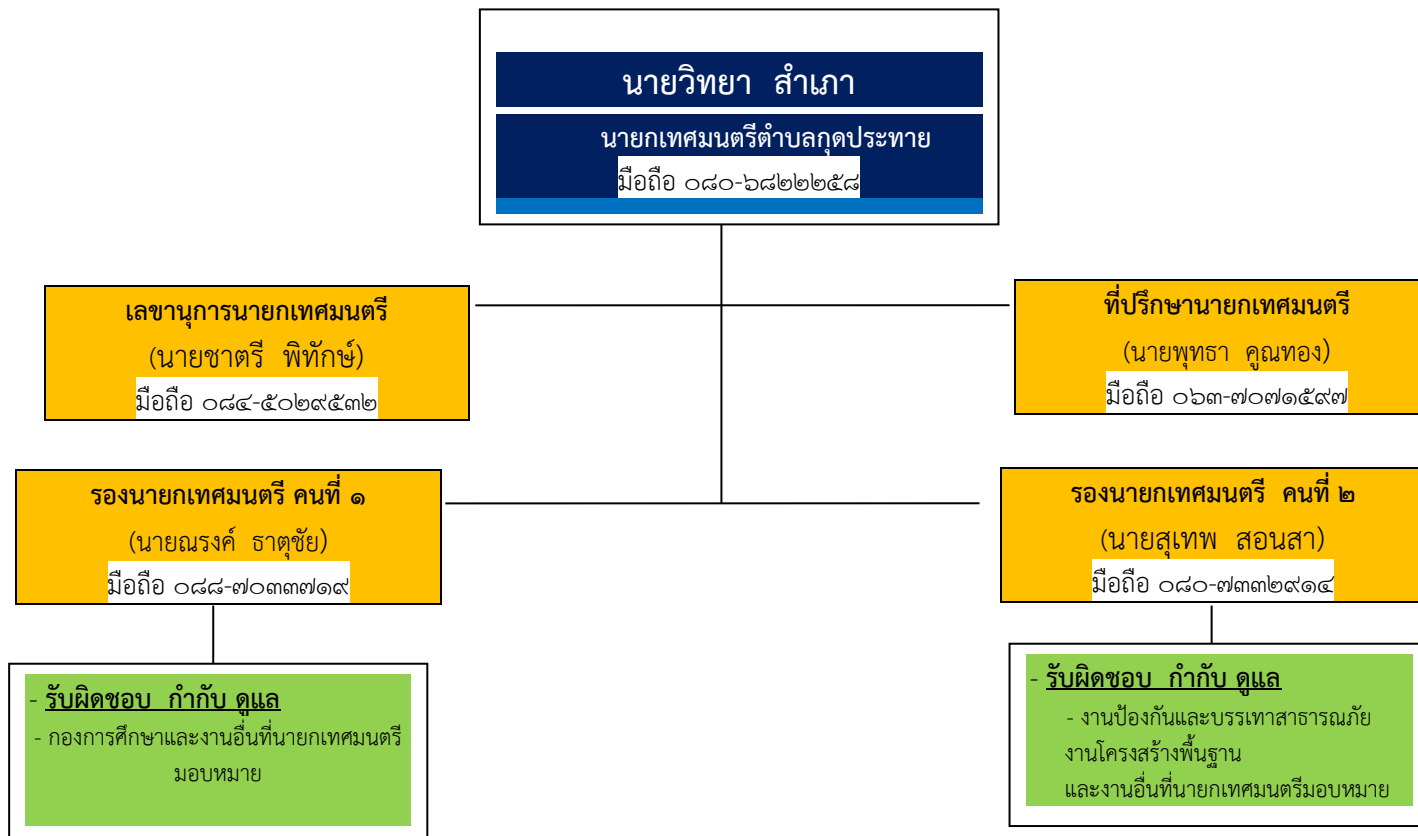 นายวิทยา  สำเภา
นายกเทศมนตรีตำบลกุดประทาย
มือถือ ๐๘๐-๖๘๒๒๒๕๘
เลขานุการนายกเทศมนตรี
(นายชาตรี  พิทักษ์)
มือถือ ๐๘๔-๕๐๒๙๕๓๒
ที่ปรึกษานายกเทศมนตรี
(นายพุทธา  คูณทอง)
มือถือ ๐๖๓-๗๐๗๑๕๙๗
รองนายกเทศมนตรี คนที่ ๑
(นายณรงค์  ธาตุชัย)
มือถือ ๐๘๘-๗๐๓๓๗๑๙
รองนายกเทศมนตรี  คนที่ ๒
(นายสุเทพ  สอนสา)
มือถือ ๐๘๐-๗๓๓๒๙๑๔
- รับผิดชอบ  กำกับ ดูแล
- กองการศึกษาและงานอื่นที่นายกเทศมนตรี
มอบหมาย
- รับผิดชอบ  กำกับ ดูแล
- งานป้องกันและบรรเทาสาธารณภัย
งานโครงสร้างพื้นฐาน
และงานอื่นที่นายกเทศมนตรีมอบหมาย